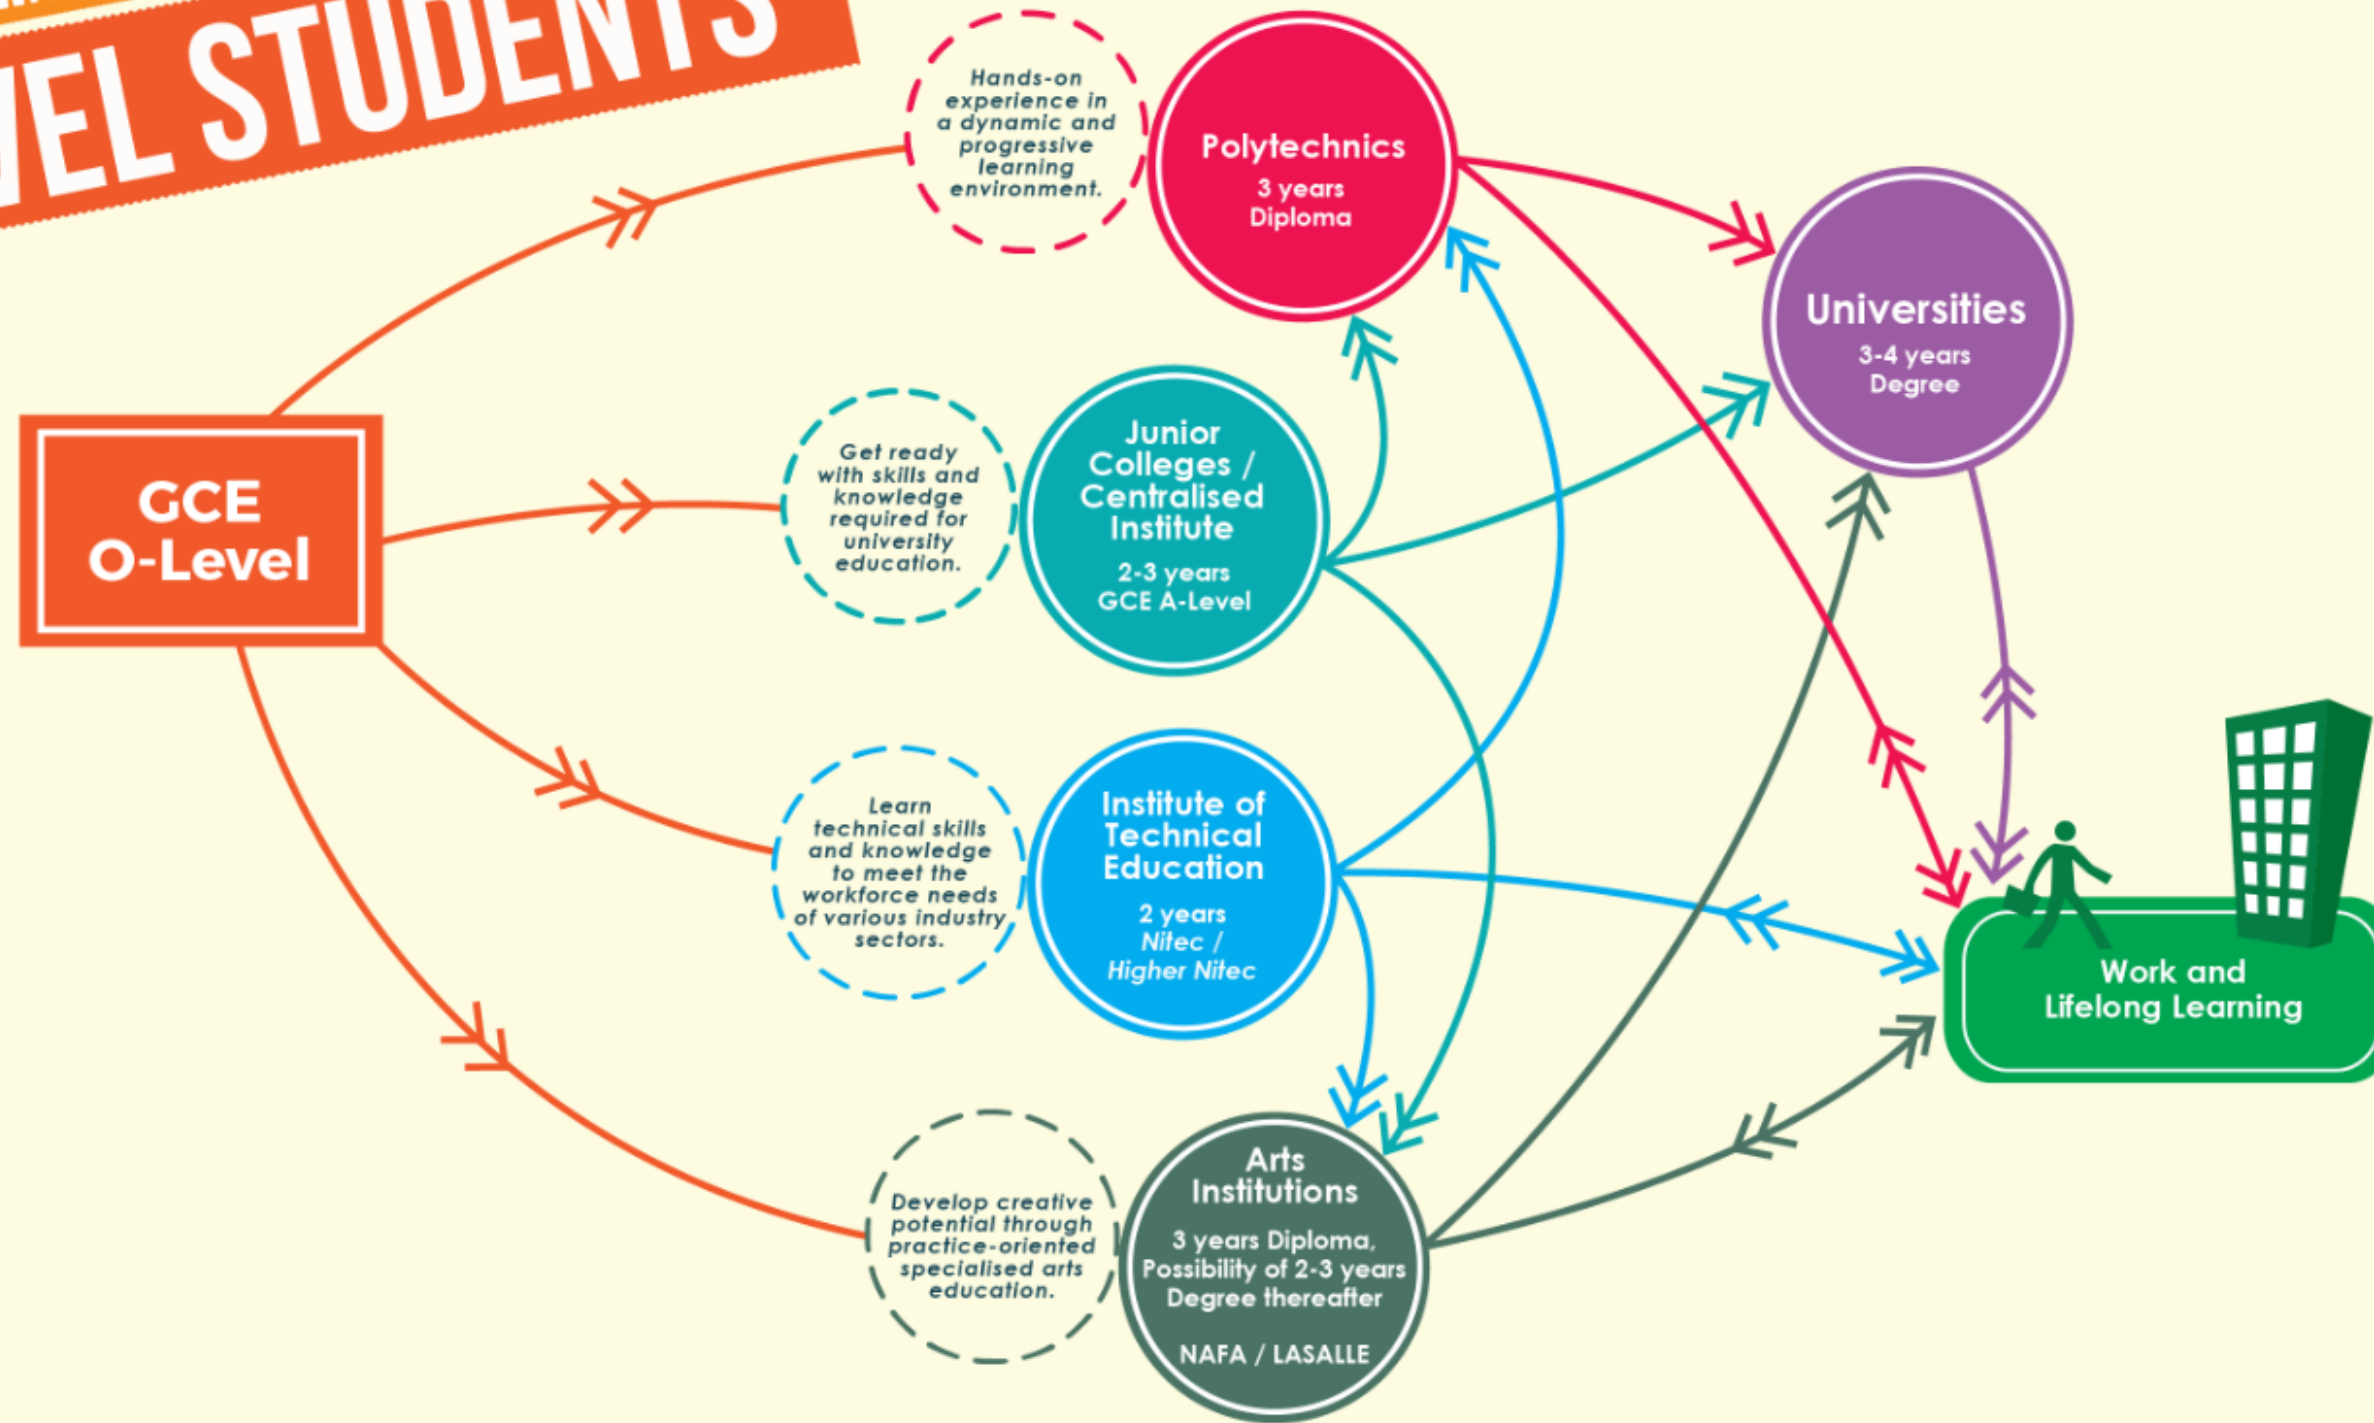 VEL STUDENTS
Hands-on
experience in
a dynamic and
progressive
learning
environment.
Polytechnics
3 years
Diploma
Universities
3-4 years
Degree
GCE
O-Level
Get ready
with skills and
knowledge
required for
university
education.
Junior
Colleges /
Centralised
Institute
2-3 years
GCE A-Level
Learn
technical skills
and knowledge
to meet the
workforce needs
of various industry
sectors.
Institute of
Technical
Education
2 years
Nitec /
Higher Nitec
Work and
Lifelong Learning
Develop creative
potential through
practice-oriented
specialised arts
education.
Arts
Institutions
3 years Diploma,
Possibility of 2-3 years
Degree thereafter
NAFA / LASALLE